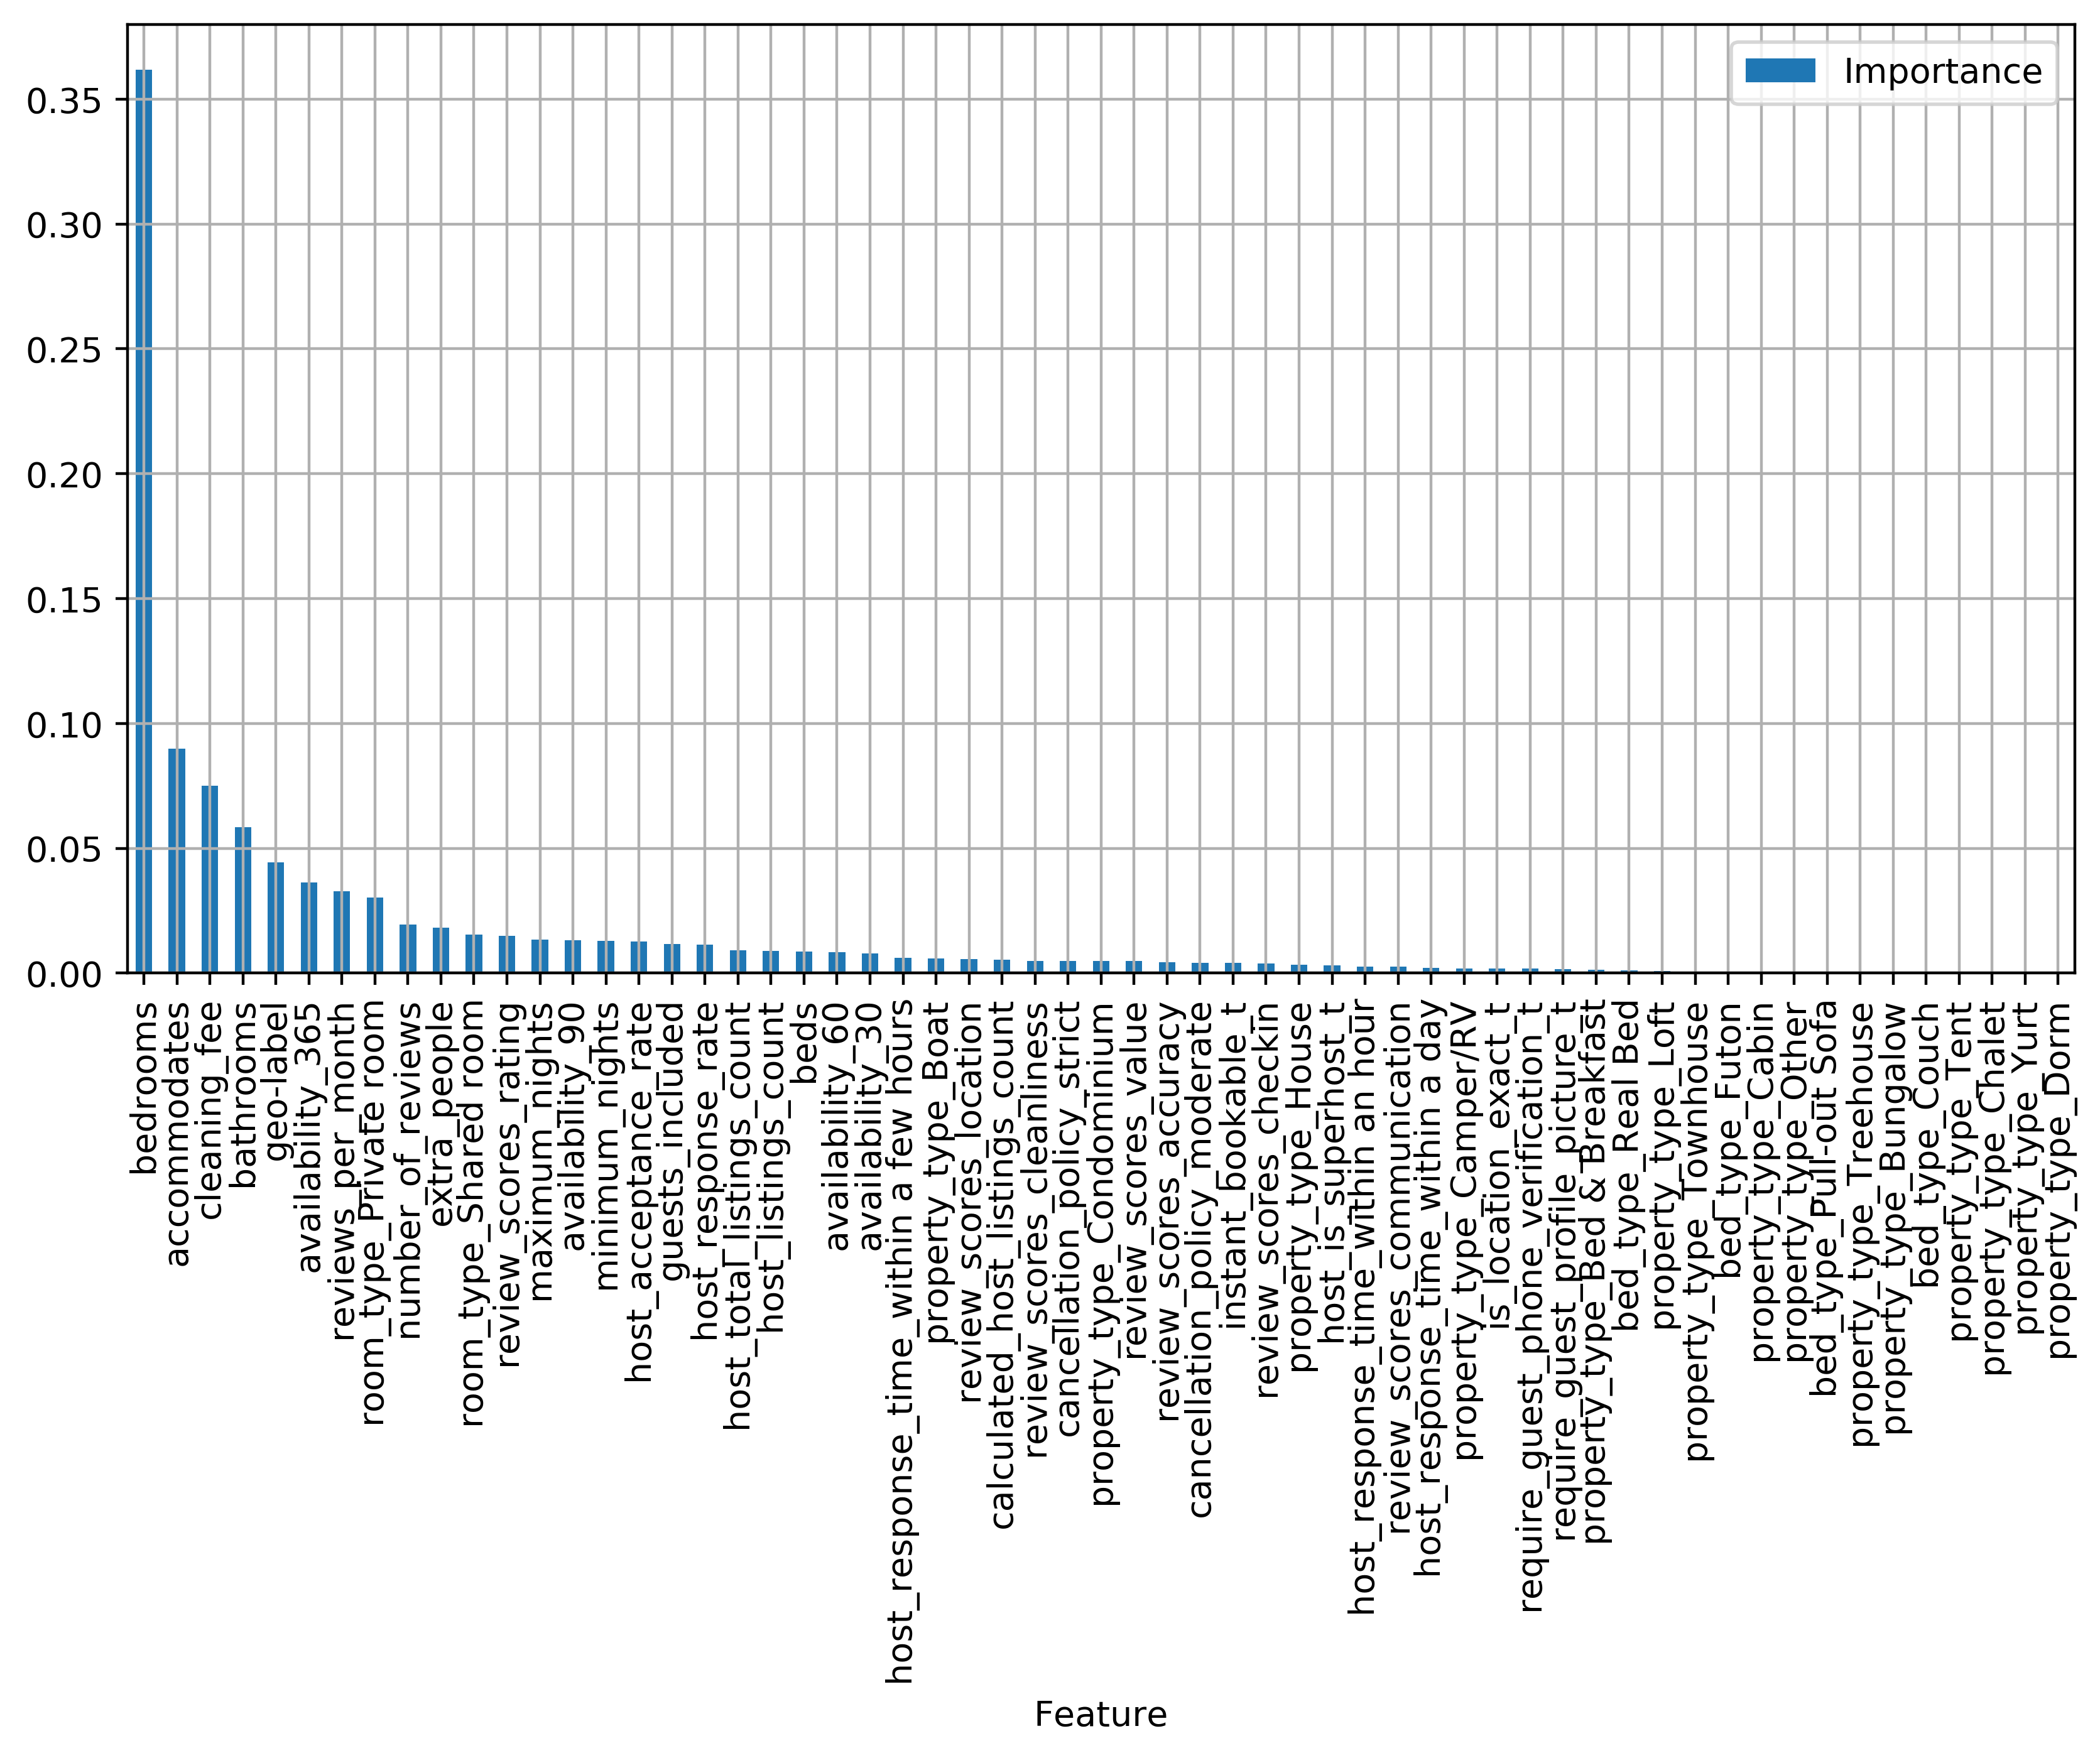 Importance
0.35
0.30
0.25
0.20
0.15
0.10
0.05
0.00
bedrooms
accommodates
cleaning_fee
bathrooms
geo-label
availability_365
reviews_per_month
room_type_Private room
number_of_reviews
extra_people
room_type_Shared room
review_scores_rating
maximum_nights
availability_90
minimum_nights
host_acceptance_rate
guests_included
host_response_rate
host_total_listings_count
host_listings_count
beds
availability_60
availability_30
host_response_time_within a few hours
property_type_Boat
review_scores_location
calculated_host_listings_count
review_scores_cleanliness
cancellation_policy_strict
property_type_Condominium
review_scores_value
review_scores_accuracy
cancellation_policy_moderate
instant_bookable_t
review_scores_checkin
property_type_House
host_is_superhost_t
host_response_time_within an hour
review_scores_communication
host_response_time_within a day
property_type_Camper/RV
is_location_exact_t
require_guest_phone_verification_t
require_guest_profile_picture_t
property_type_Bed & Breakfast
bed_type_Real Bed
property_type_Loft
property_type_Townhouse
bed_type_Futon
property_type_Cabin
property_type_Other
bed_type_Pull-out Sofa
property_type_Treehouse
property_type_Bungalow
bed_type_Couch
property_type_Tent
property_type_Chalet
property_type_Yurt
property_type_Dorm
Feature